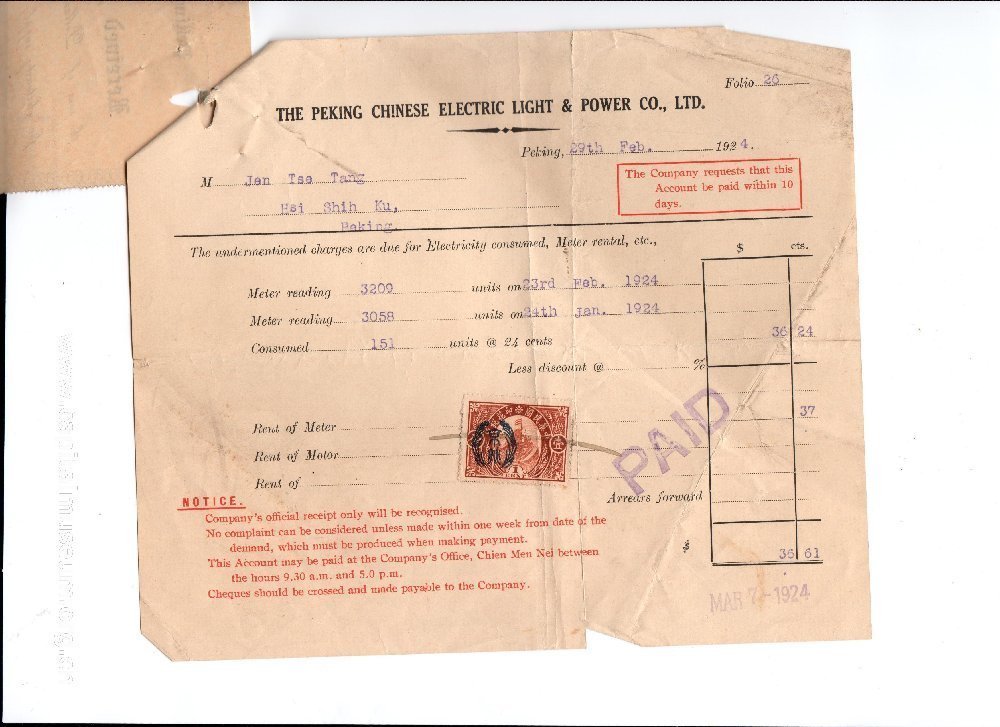 Folio 26
THE PEKING CHINESE ELECTRIC LIGHT & POWER CO., LTD.
Peking, 29th Feb. 1924.
The Company requests that this
Account be paid within 10
days.
M Jen Tse Tang
Hsi Shih Ku,
Peking
The undermentioned charges are due for Electricity consumed, Meter rental, etc.,
$ cts.
Meter reading 3209 units on 23rd Feb. 1924
Meter reading 3058 units on 24th Jan. 1924
Consumed 151 units @ 24 cents 36 24
Less discount @ %
Rent of Meter 37
Rent of Motor
Rent of
PAID
Arrears forward
$ 36 61
NOTICE.
Company's official receipt only will be recognised.
No complaint can be considered unless made within one week from date of the
demand, which must be produced when making payment.
This Account may be paid at the Company's Office, Chien Men Nei between
the hours 9.30 a.m. and 5.0 p.m.
Cheques should be crossed and made payable to the Company.
MAR 7-1924